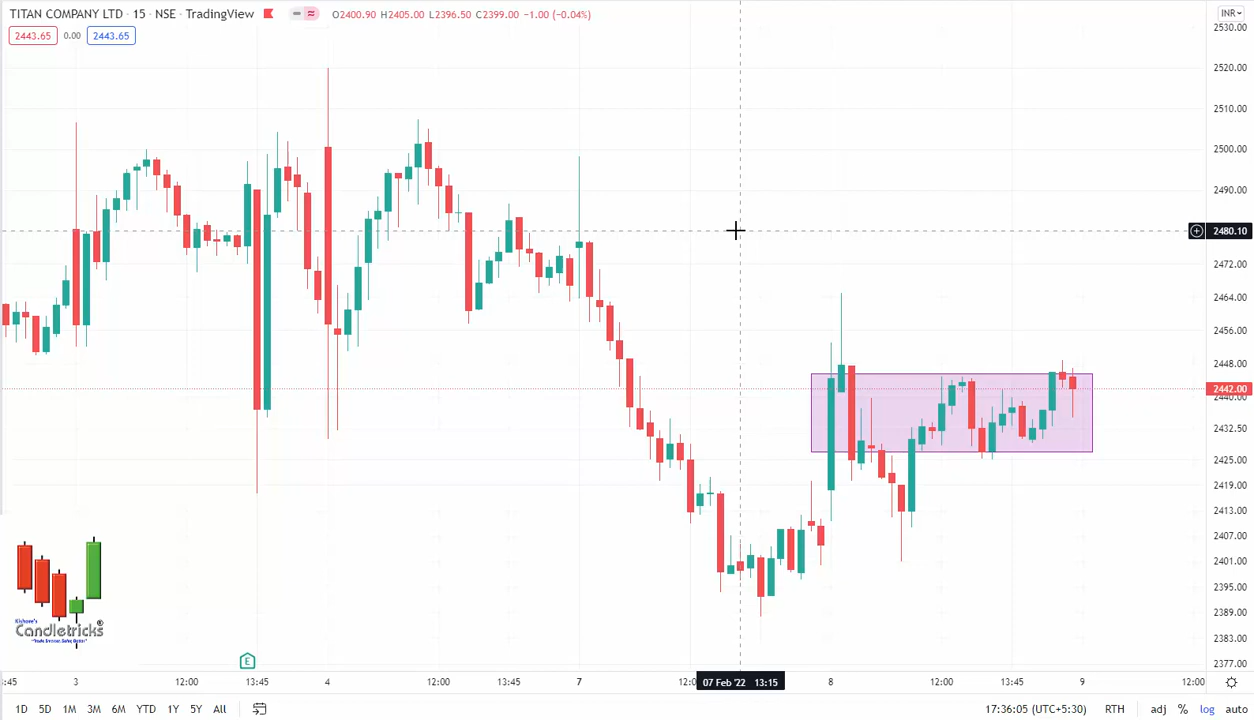 TITAN COMPANY LTD · 15 · NSE · TradingView O2400.90 H2405.00 L2396.50 C2399.00 −1.00 (−0.04%)
2443.65 0.00 2443.65
INR
2530.00
2520.00
2510.00
2500.00
2490.00
2480.10
2472.00
2464.00
2456.00
2448.00
2442.00
2440.00
2432.50
2425.00
2419.00
2413.00
2407.00
2401.00
2395.00
2389.00
2383.00
2377.00
Kishore's
Candletricks®
E
:45 3 12:00 13:45 4 12:00 13:45 7 12:0 07 Feb '22 13:15 8 12:00 13:45 9 12:00
1D 5D 1M 3M 6M YTD 1Y 5Y All 17:36:05 (UTC+5:30) RTH adj % log auto